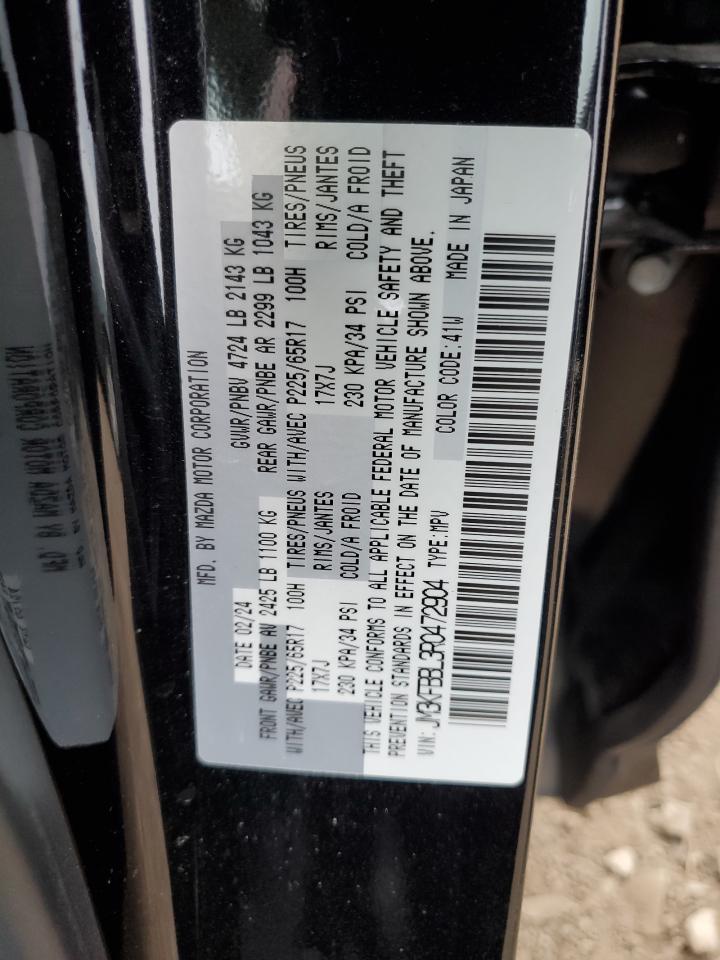 MFD. BY MAZDA MOTOR CORPORATION
DATE 02/24 GVWR/PNBV 4724 LB 2143 KG
FRONT GAWR/PNBE AV 2425 LB 1100 KG REAR GAWR/PNBE AR 2299 LB 1043 KG
WITH/AVEC P225/65R17 100H TIRES/PNEUS WITH/AVEC P225/65R17 100H TIRES/PNEUS
17X7J RIMS/JANTES 17X7J RIMS/JANTES
230 KPA/34 PSI COLD/A FROID 230 KPA/34 PSI COLD/A FROID
THIS VEHICLE CONFORMS TO ALL APPLICABLE FEDERAL MOTOR VEHICLE SAFETY AND THEFT
PREVENTION STANDARDS IN EFFECT ON THE DATE OF MANUFACTURE SHOWN ABOVE.
VIN: JM3KFBBL3R0472904 TYPE:MPV COLOR CODE:41W MADE IN JAPAN